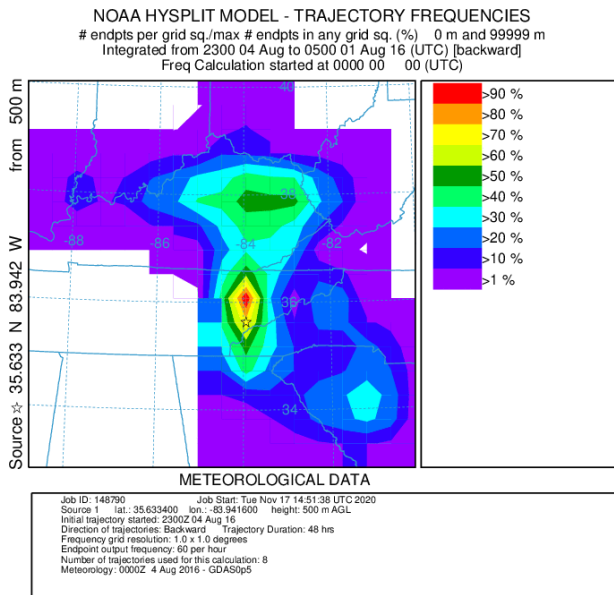 NOAA HYSPLIT MODEL - TRAJECTORY FREQUENCIES
# endpts per grid sq./max # endpts in any grid sq. (%) 0 m and 99999 m
Integrated from 2300 04 Aug to 0500 01 Aug 16 (UTC) [backward]
Freq Calculation started at 0000 00 00 (UTC)
Source ☆ 35.633 N 83.942 W from 500 m
40
38
-88
-86
-84
-82
36
34
>90 %
>80 %
>70 %
>60 %
>50 %
>40 %
>30 %
>20 %
>10 %
>1 %
METEOROLOGICAL DATA
Job ID: 148790 Job Start: Tue Nov 17 14:51:38 UTC 2020
Source 1 lat.: 35.633400 lon.: -83.941600 height: 500 m AGL
Initial trajectory started: 2300Z 04 Aug 16
Direction of trajectories: Backward Trajectory Duration: 48 hrs
Frequency grid resolution: 1.0 x 1.0 degrees
Endpoint output frequency: 60 per hour
Number of trajectories used for this calculation: 8
Meteorology: 0000Z 4 Aug 2016 - GDAS0p5